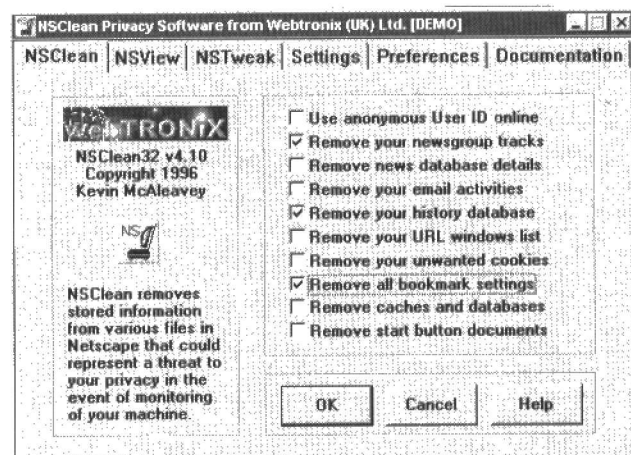 NSClean Privacy Software from Webtronix (UK) Ltd. [DEMO]
NSClean NSView NSTweak Settings Preferences Documentation
WebTRONIX
NSClean32 v4.10
Copyright 1996
Kevin McAleavey
NS
NSClean removes
stored information
from various files in
Netscape that could
represent a threat to
your privacy in the
event of monitoring
of your machine.
Use anonymous User ID online
Remove your newsgroup tracks
Remove news database details
Remove your email activities
Remove your history database
Remove your URL windows list
Remove your unwanted cookies
Remove all bookmark settings
Remove caches and databases
Remove start button documents
OK Cancel Help